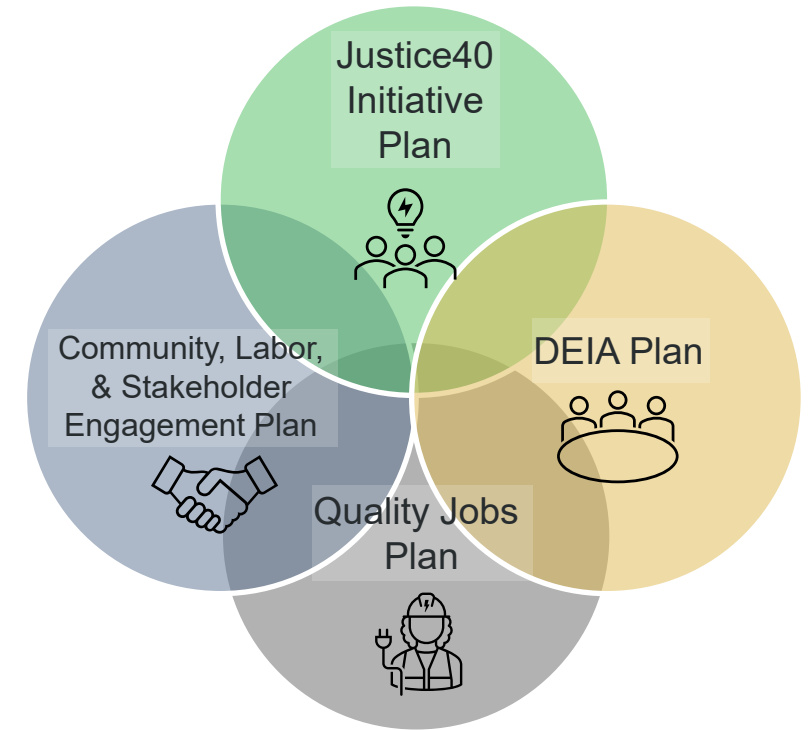 Justice40
Initiative
Plan
Community, Labor,
& Stakeholder
Engagement Plan
DEIA Plan
Quality Jobs
Plan